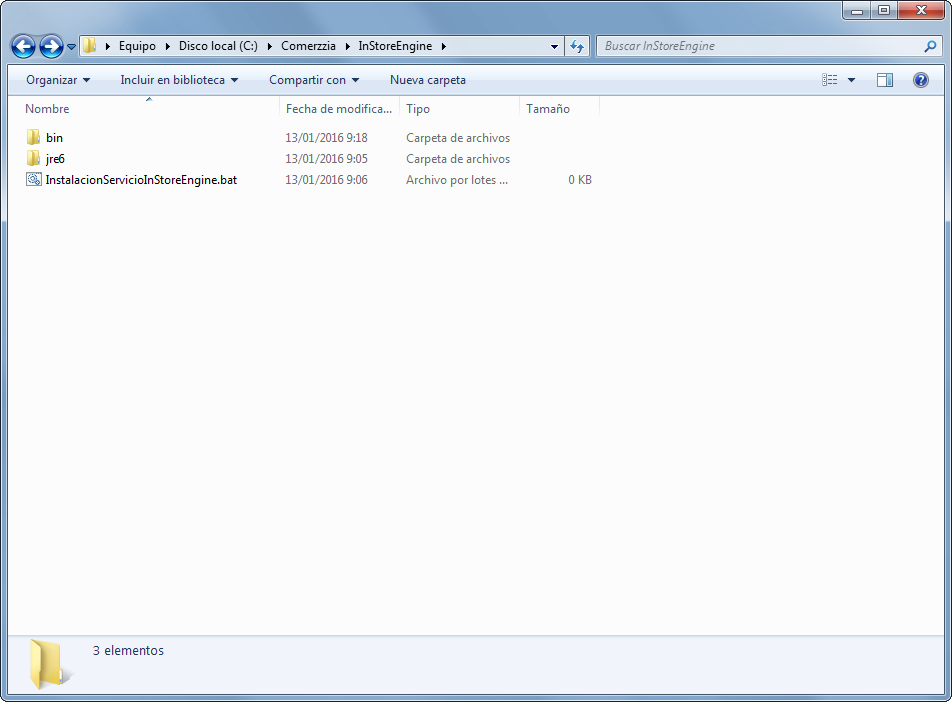 Equipo Disco local (C:) Comerzzia InStoreEngine
Buscar InStoreEngine
Organizar Incluir en biblioteca Compartir con Nueva carpeta
Nombre Fecha de modifica... Tipo Tamaño
bin 13/01/2016 9:18 Carpeta de archivos
jre6 13/01/2016 9:05 Carpeta de archivos
InstalacionServicioInStoreEngine.bat 13/01/2016 9:06 Archivo por lotes ... 0 KB
3 elementos